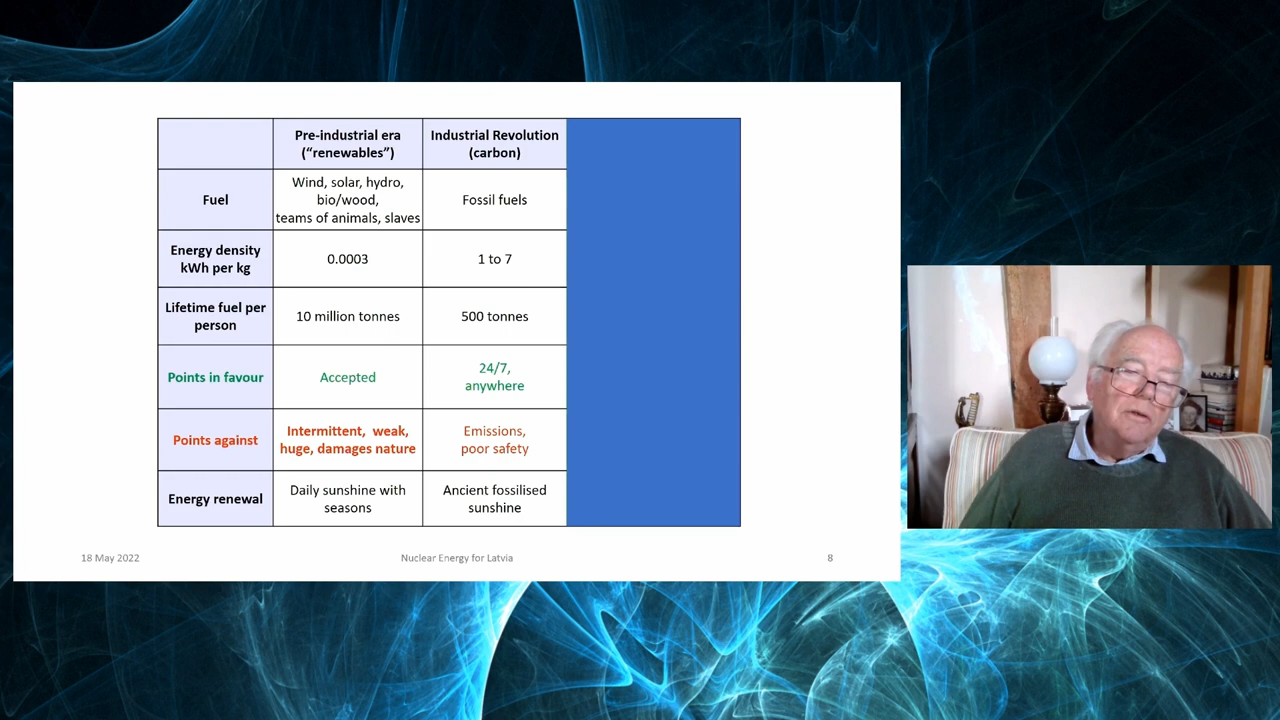 Pre-industrial era
(“renewables”)
Industrial Revolution
(carbon)
Fuel
Wind, solar, hydro,
bio/wood,
teams of animals, slaves
Fossil fuels
Energy density
kWh per kg
0.0003
1 to 7
Lifetime fuel per
person
10 million tonnes
500 tonnes
Points in favour
Accepted
24/7,
anywhere
Points against
Intermittent, weak,
huge, damages nature
Emissions,
poor safety
Energy renewal
Daily sunshine with
seasons
Ancient fossilised
sunshine
18 May 2022
Nuclear Energy for Latvia
8